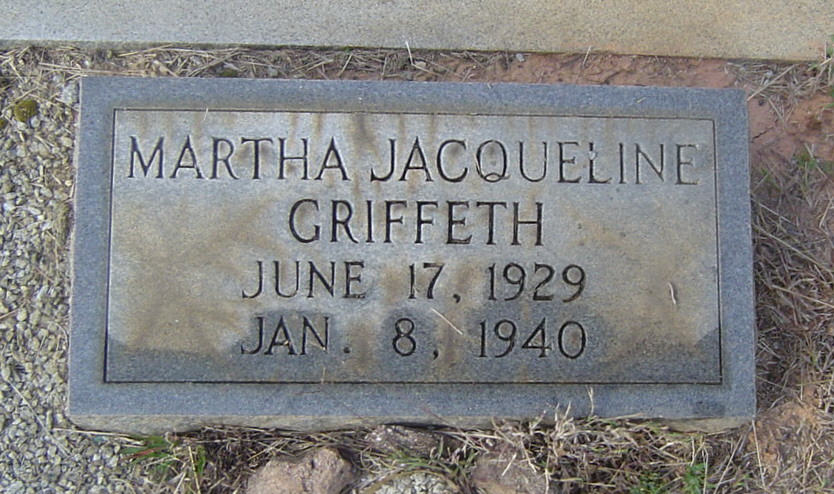 MARTHA JACQUELINE
GRIFFETH
JUNE 17, 1929
JAN. 8, 1940